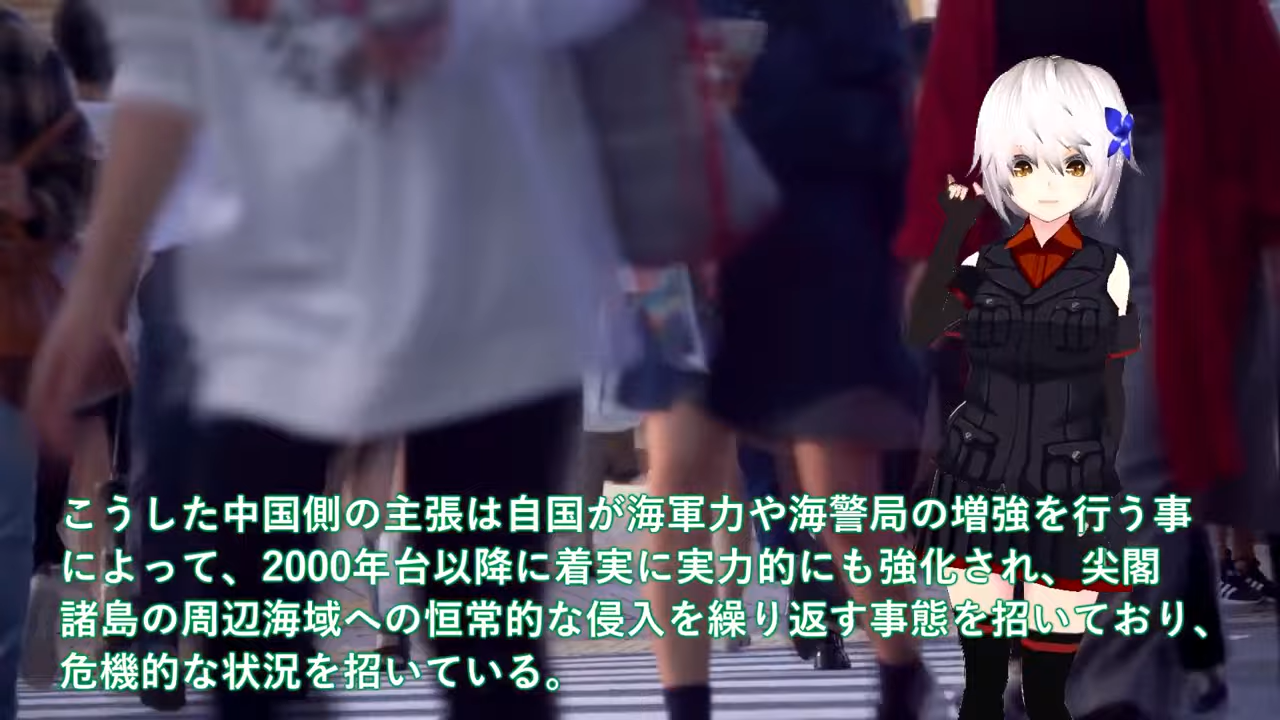 こうした中国側の主張は自国が海軍力や海警局の増強を行う事
によって、2000年台以降に着実に実力的にも強化され、尖閣
諸島の周辺海域への恒常的な侵入を繰り返す事態を招いており、
危機的な状況を招いている。